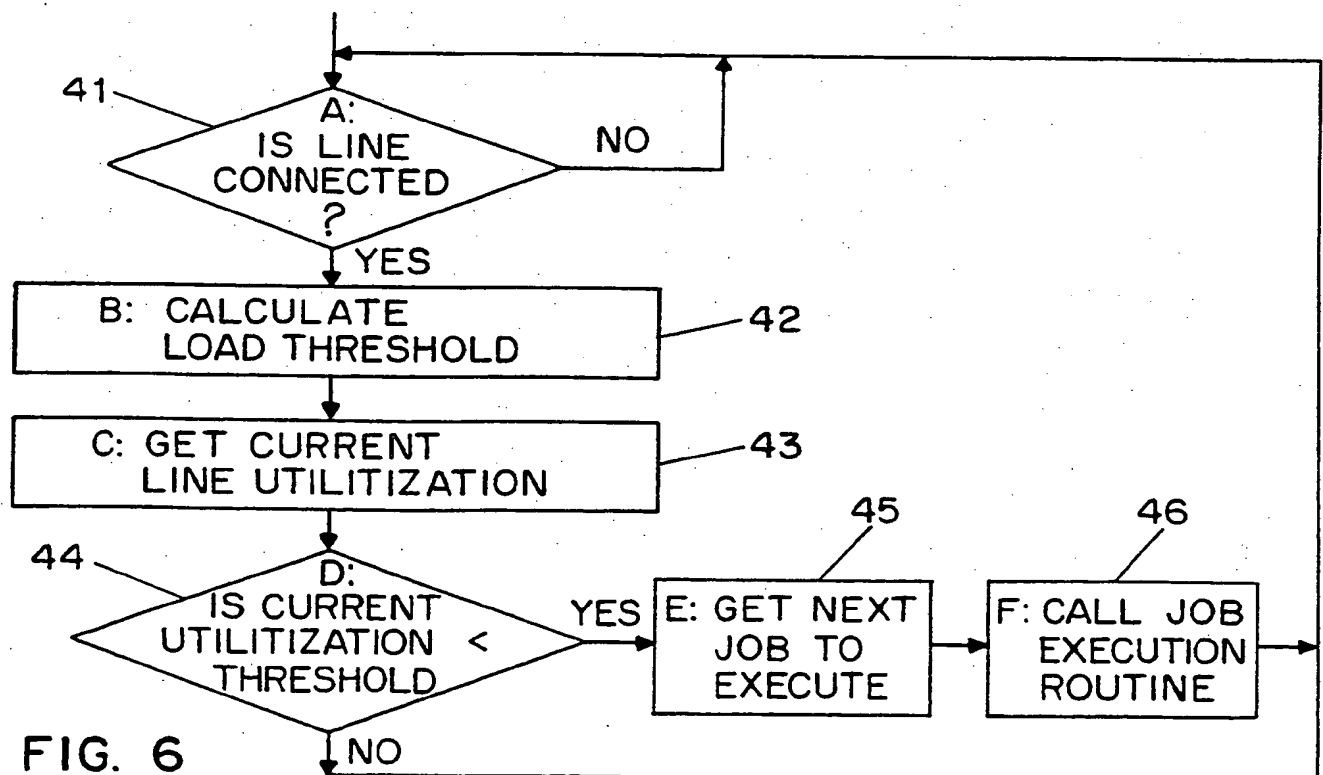 41
A:
IS LINE
CONNECTED
?
NO
YES
B: CALCULATE
LOAD THRESHOLD
42
C: GET CURRENT
LINE UTILITIZATION
43
44
D:
IS CURRENT
UTILITIZATION <
THRESHOLD
YES
45
E: GET NEXT
JOB TO
EXECUTE
46
F: CALL JOB
EXECUTION
ROUTINE
NO
FIG. 6